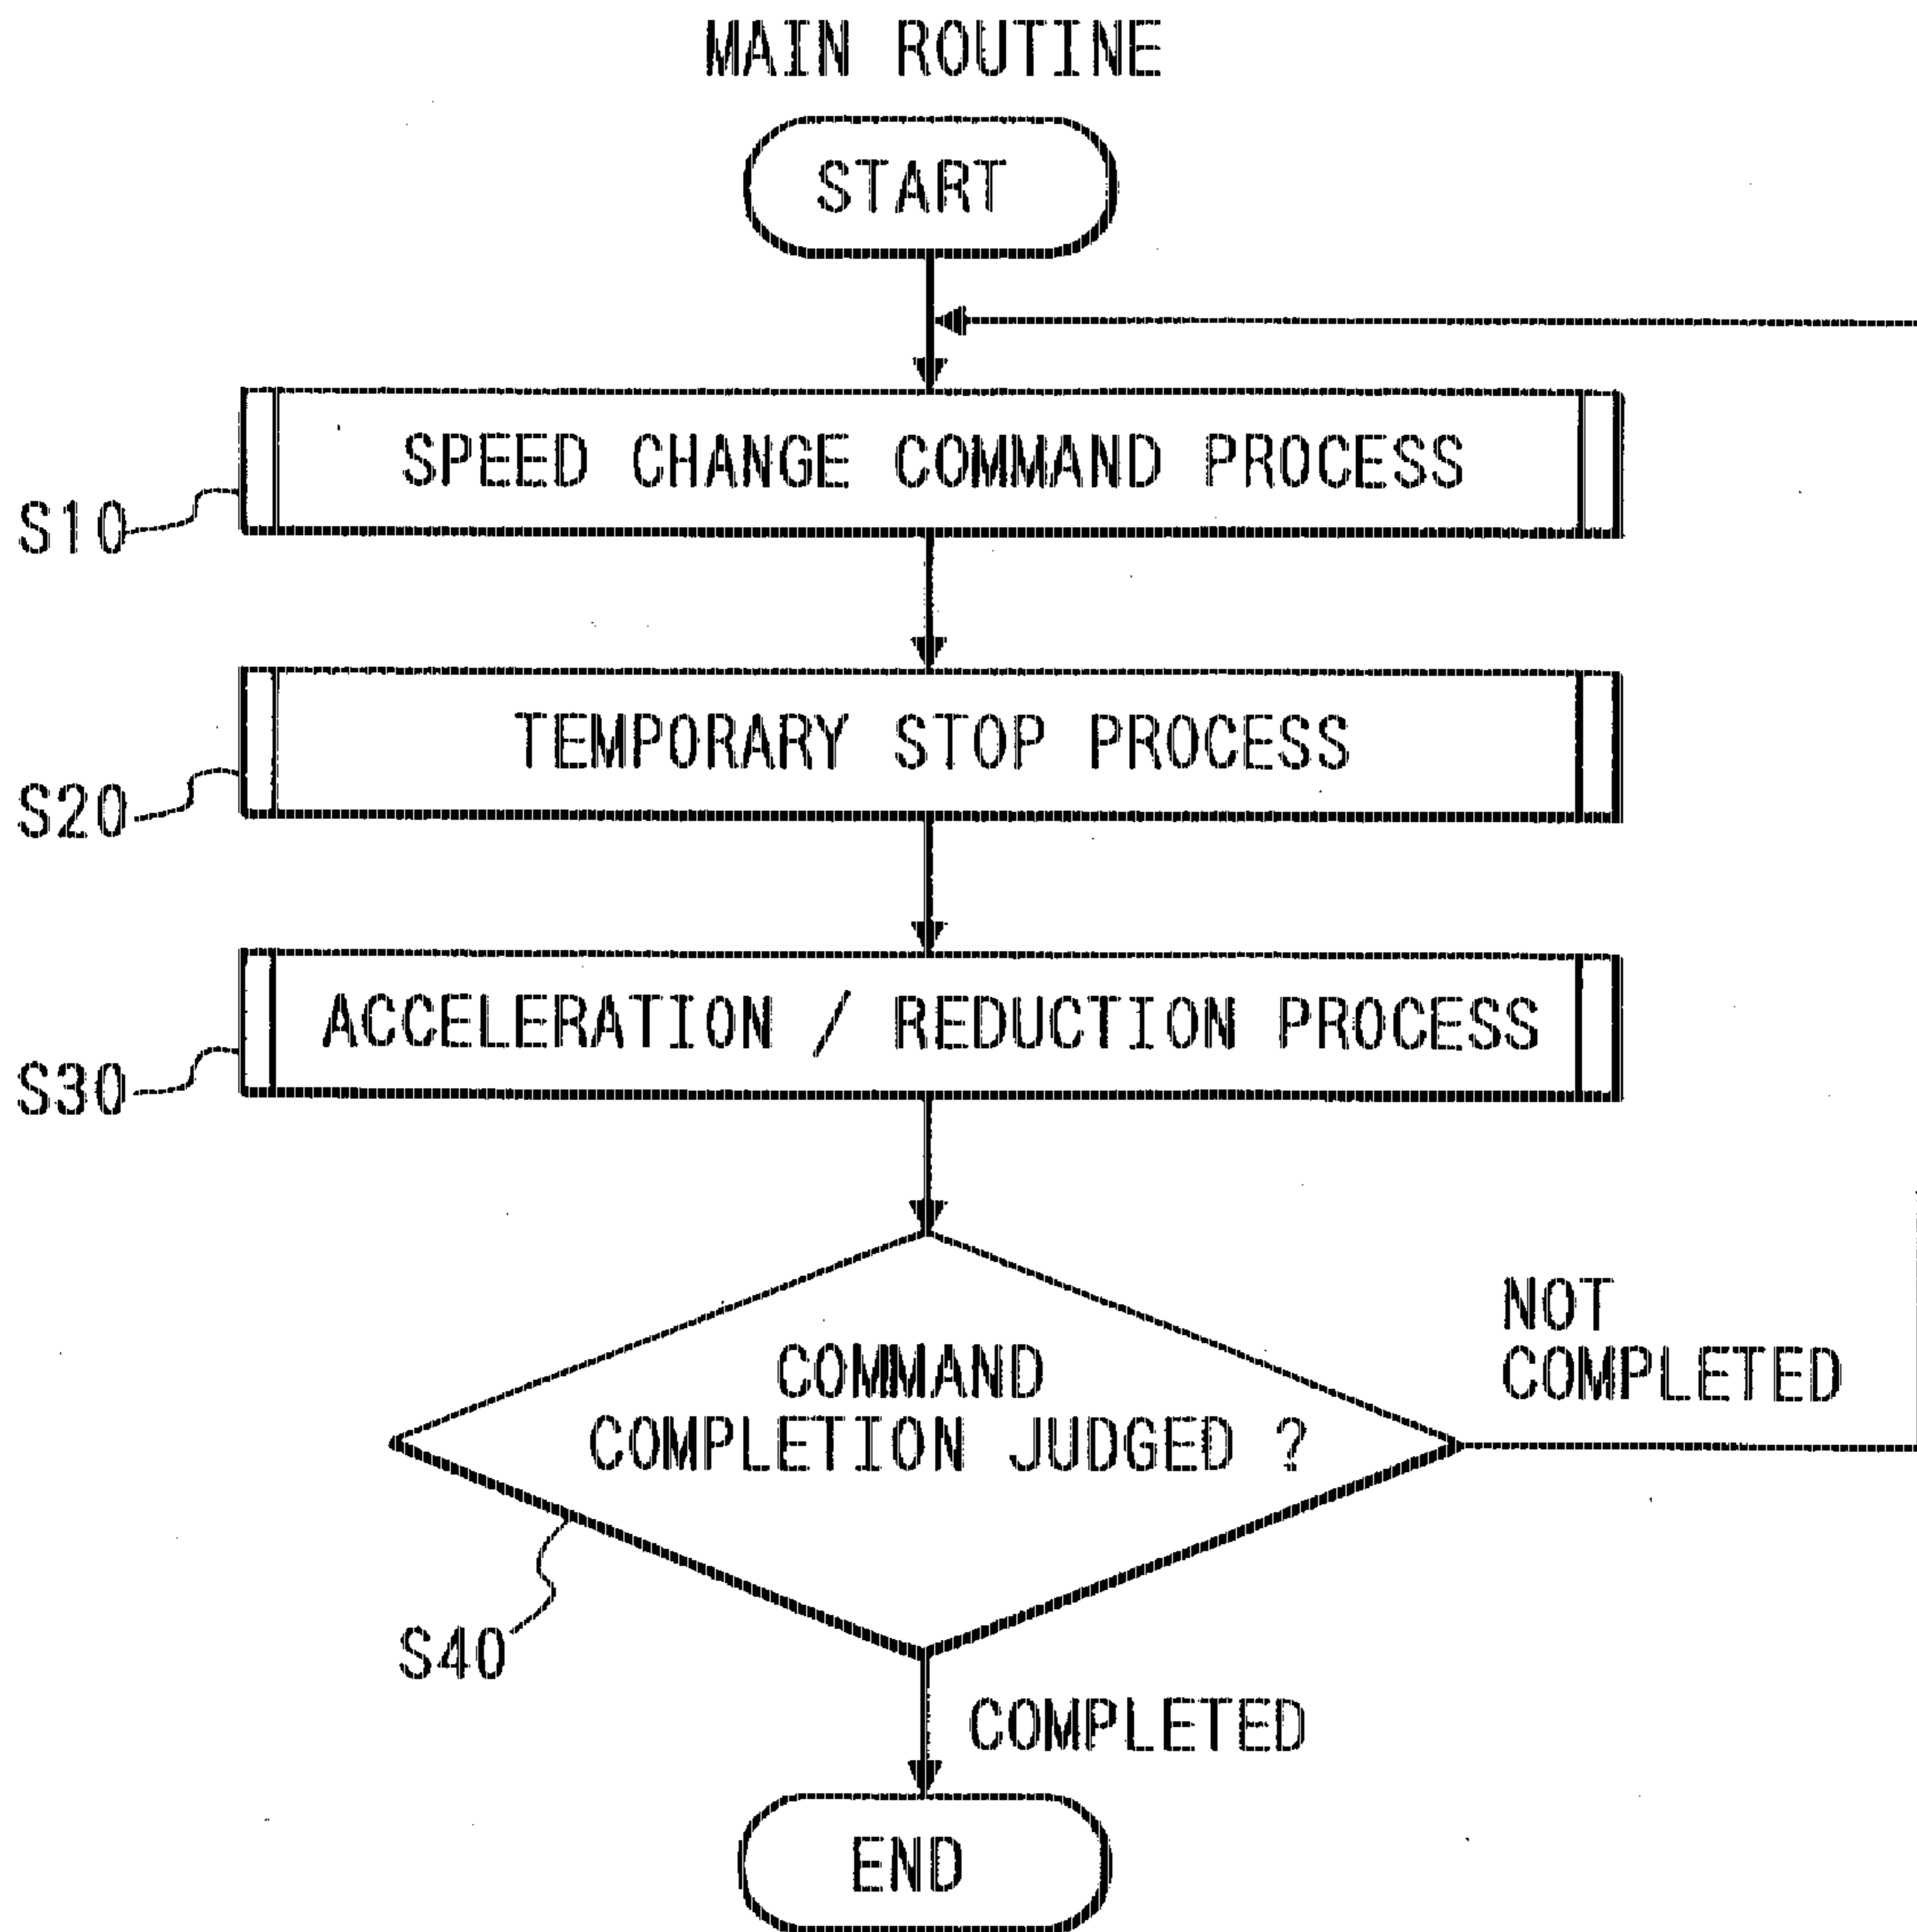 MAIN ROUTINE
START
SPEED CHANGE COMMAND PROCESS
S10
TEMPORARY STOP PROCESS
S20
ACCELERATION / REDUCTION PROCESS
S30
NOT
COMPLETED
COMMAND
COMPLETION JUDGED ?
S40
COMPLETED
END